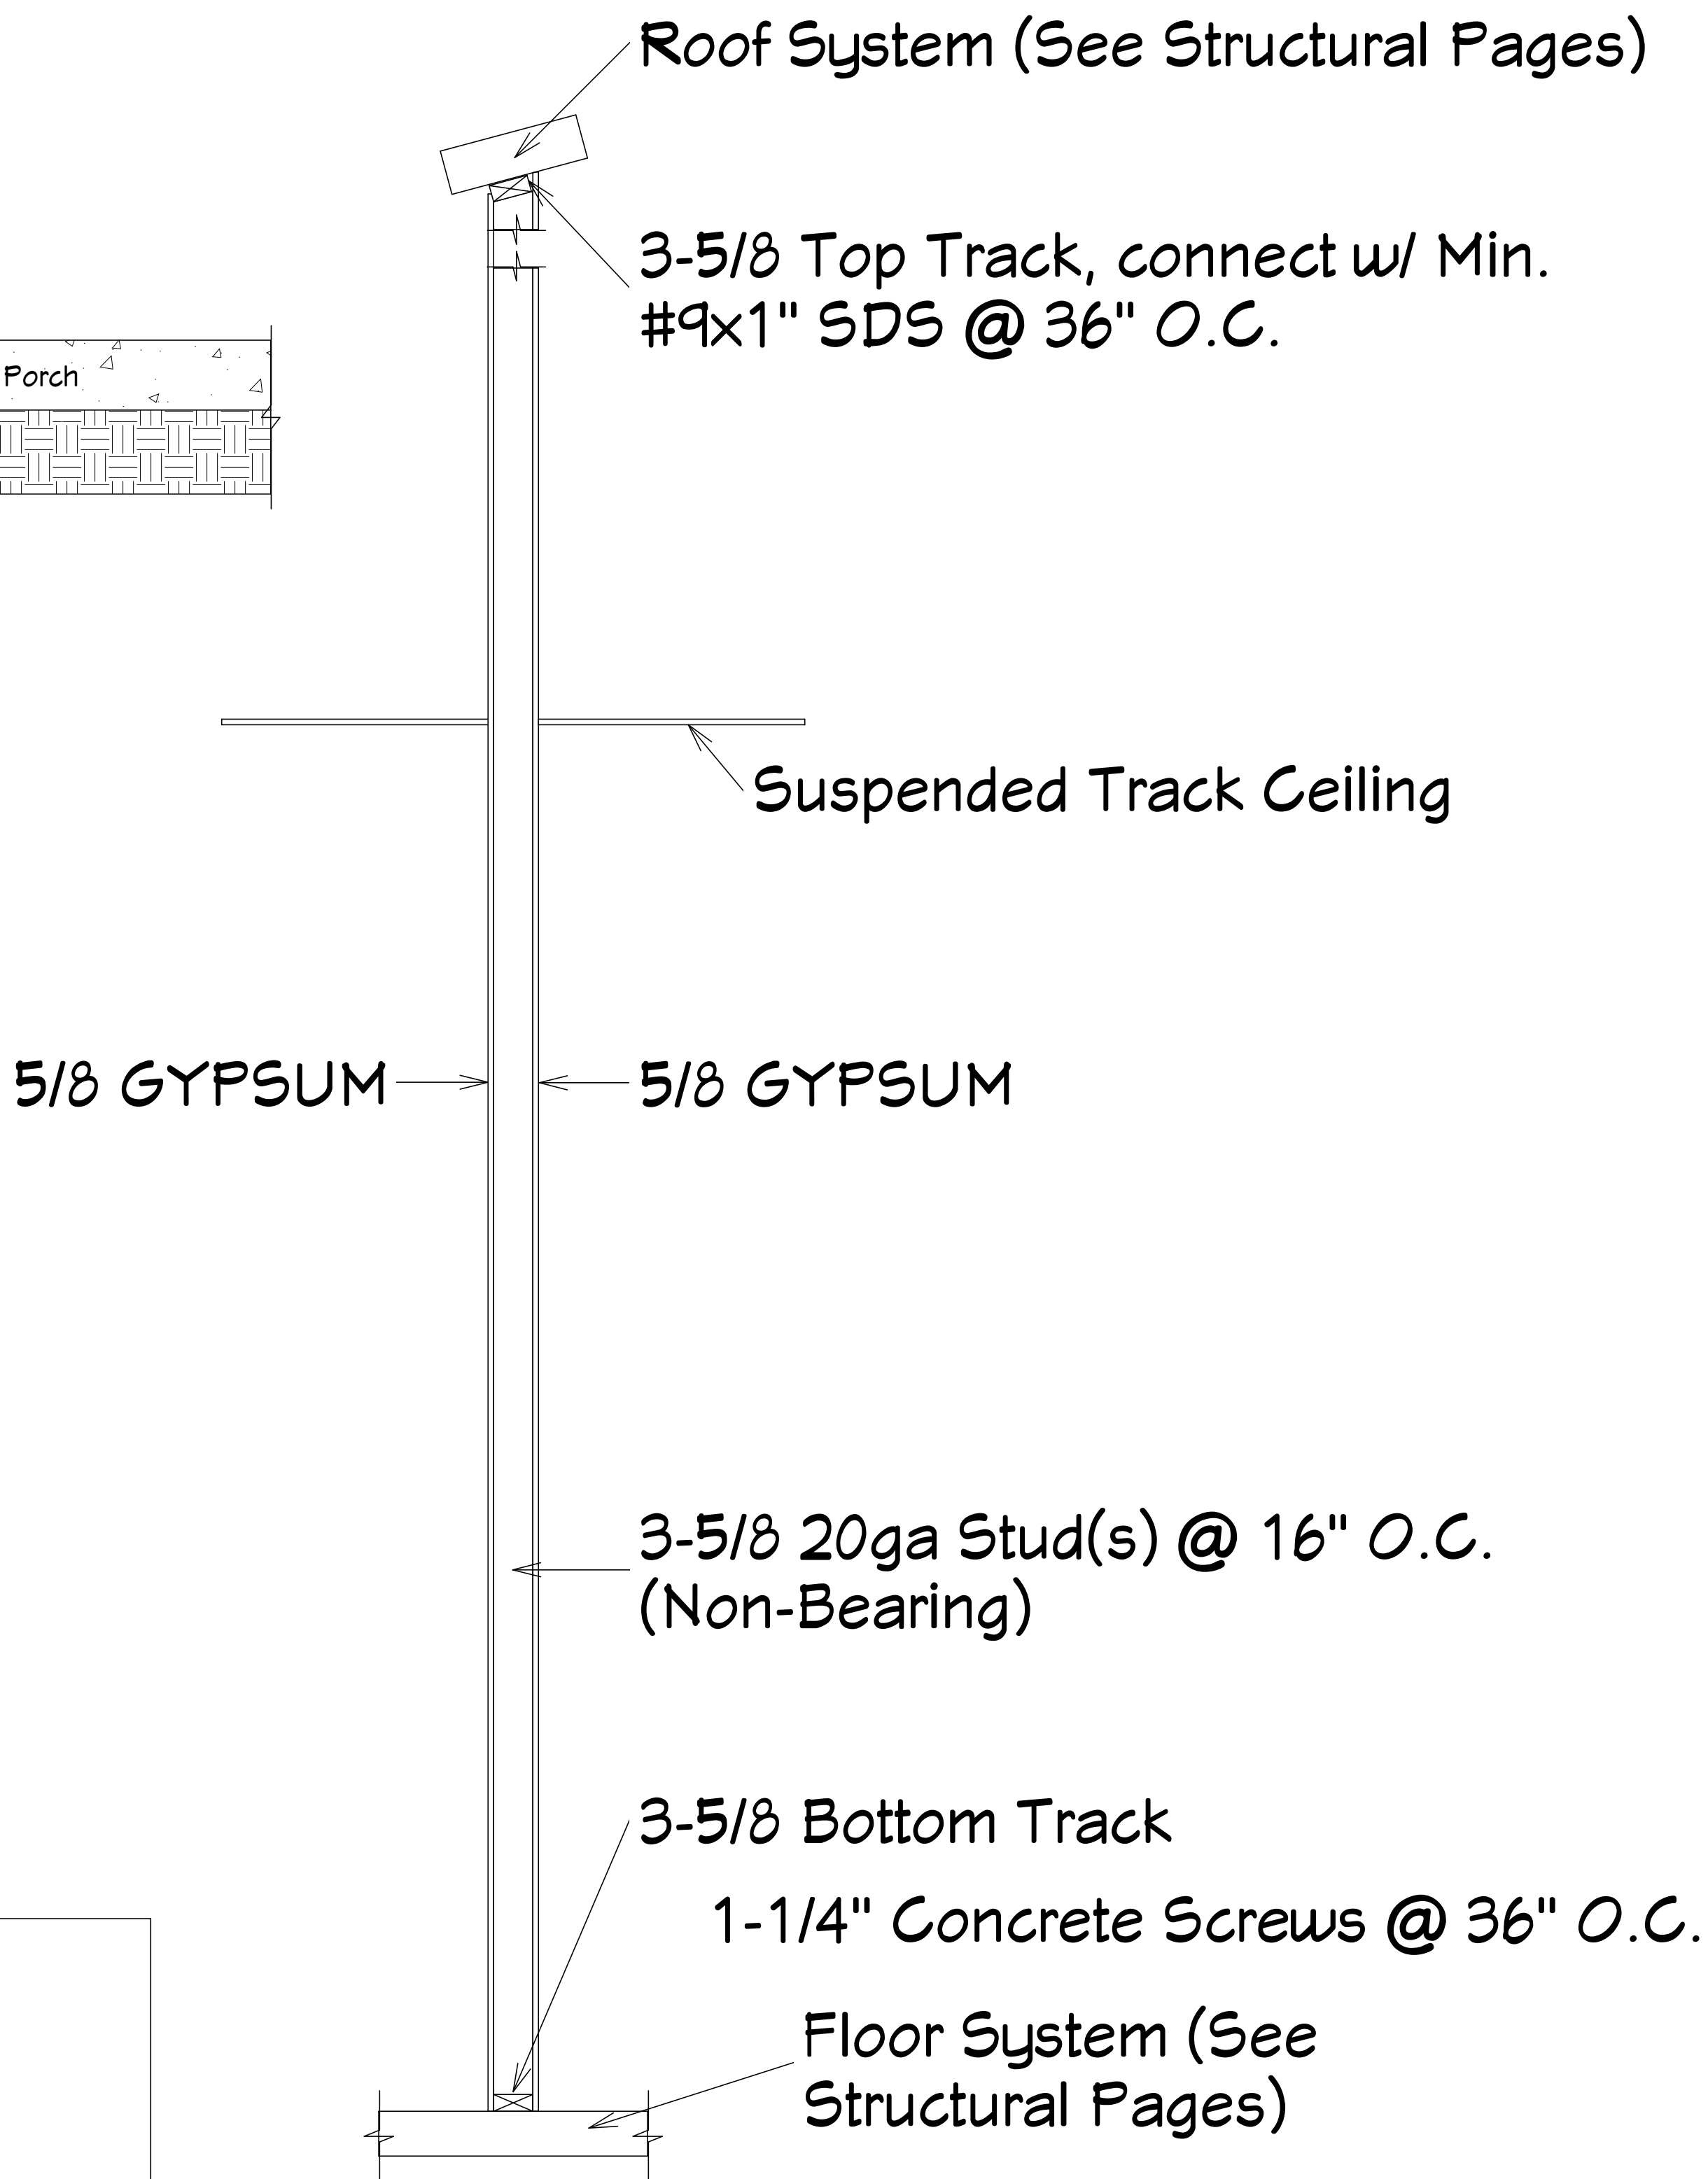 Roof System (See Structural Pages)
3-5/8 Top Track, connect w/ Min.
#9x1" SDS @ 36" O.C.
Porch
Suspended Track Ceiling
5/8 GYPSUM
5/8 GYPSUM
3-5/8 20ga Stud(s) @ 16" O.C.
(Non-Bearing)
3-5/8 Bottom Track
1-1/4" Concrete Screws @ 36" O.C.
Floor System (See
Structural Pages)